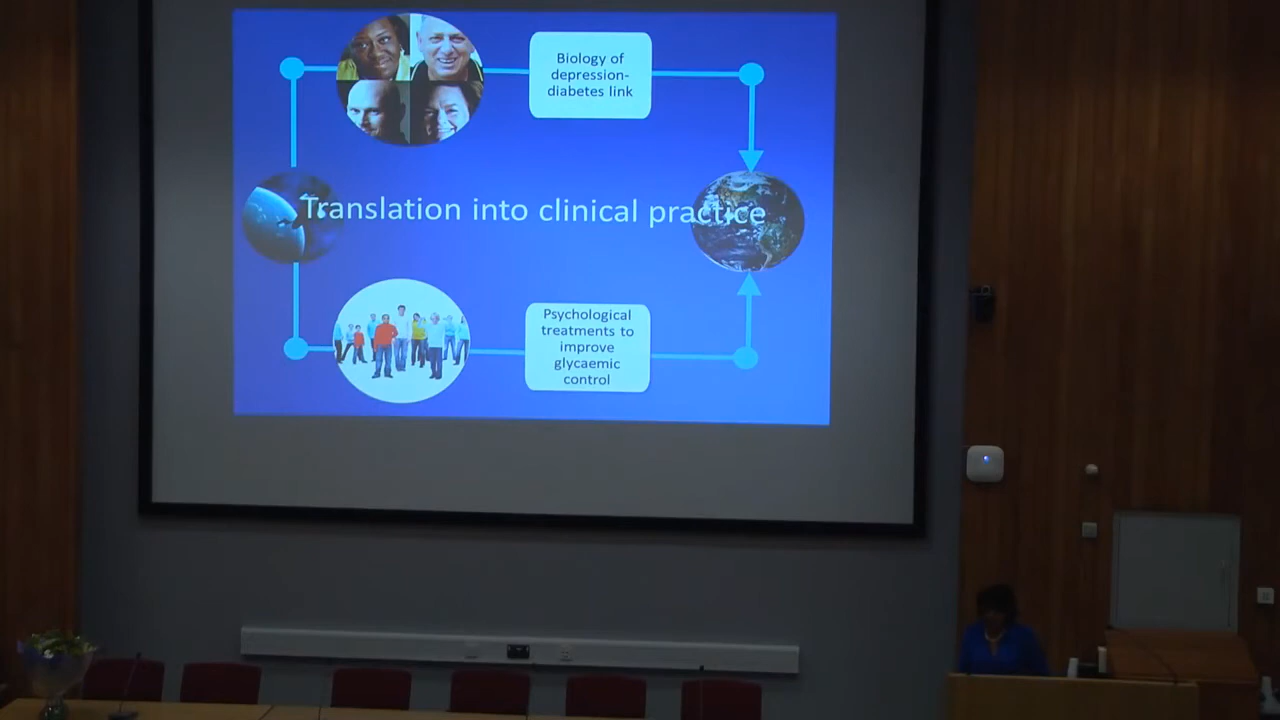 Biology of
depression-
diabetes link
Translation into clinical practice
Psychological
treatments to
improve
glycaemic
control